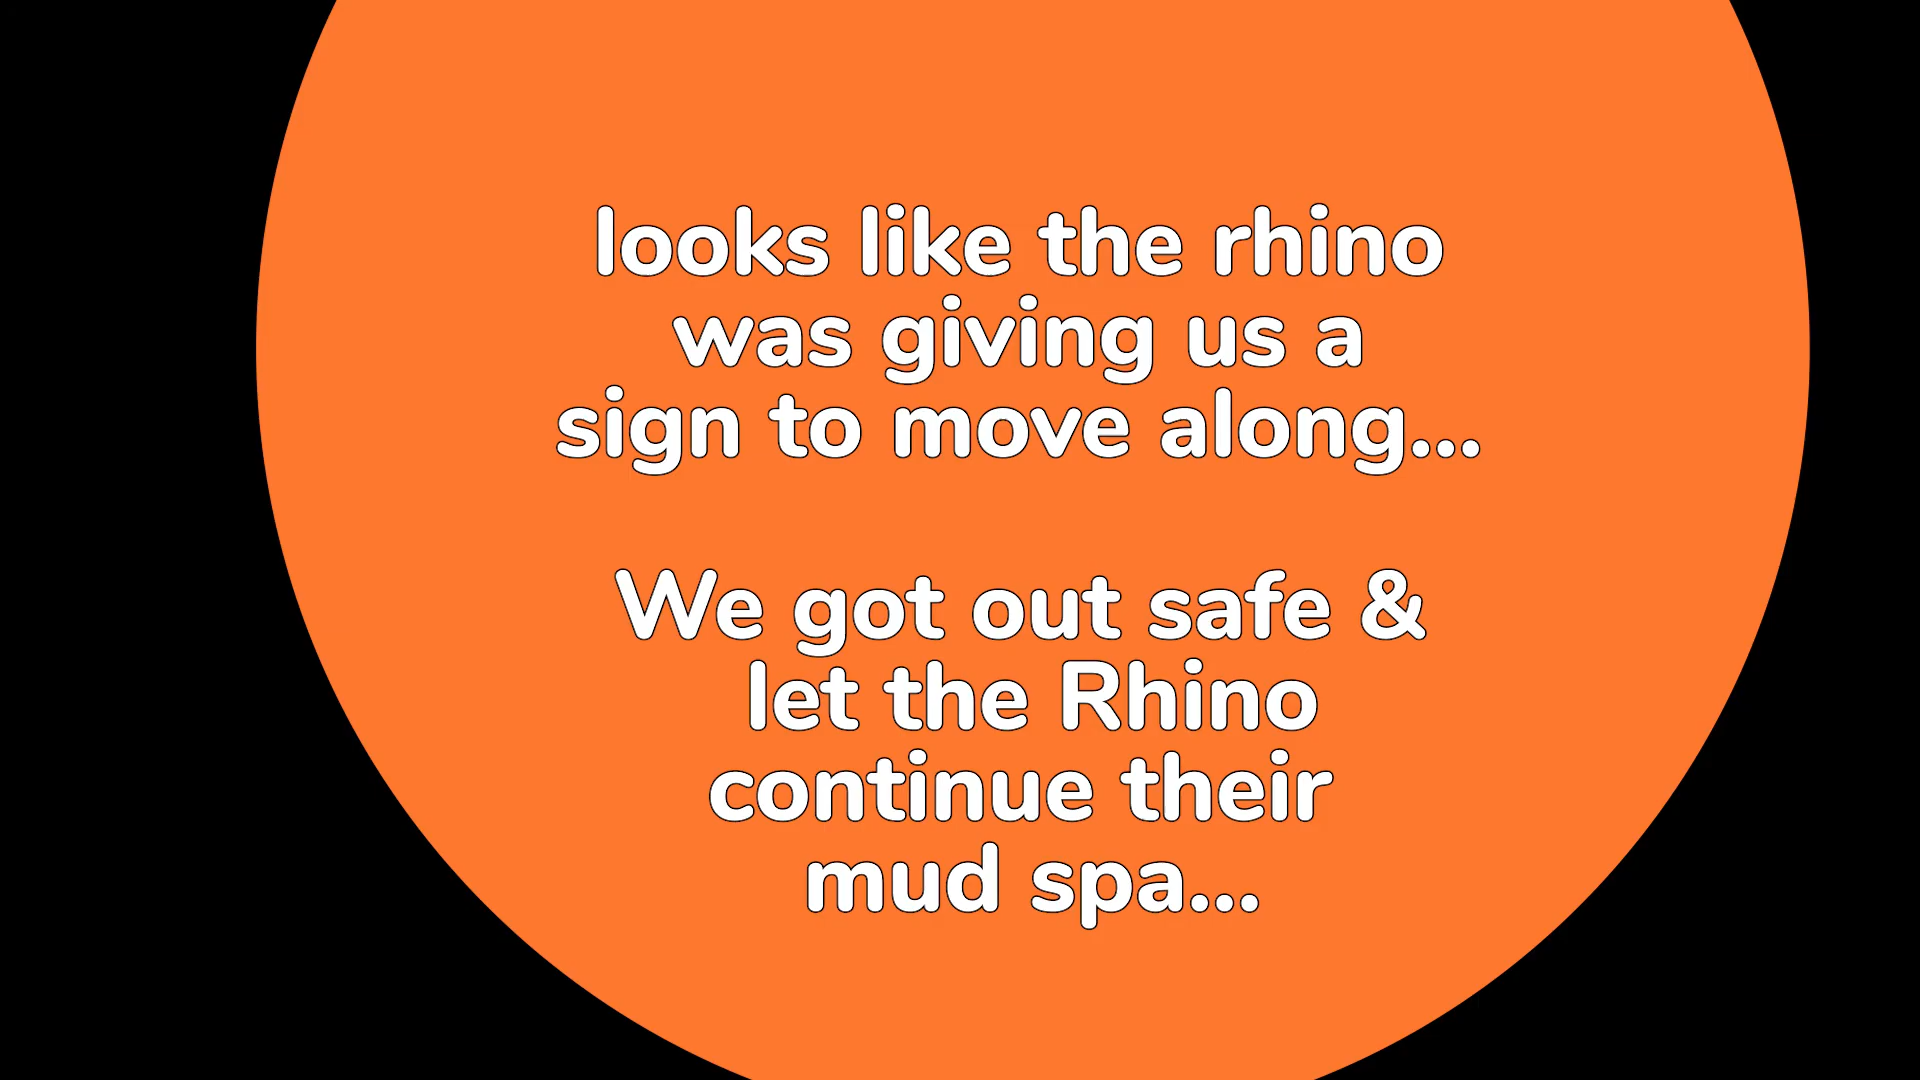 looks like the rhino
was giving us a
sign to move along...
We got out safe &
let the Rhino
continue their
mud spa...